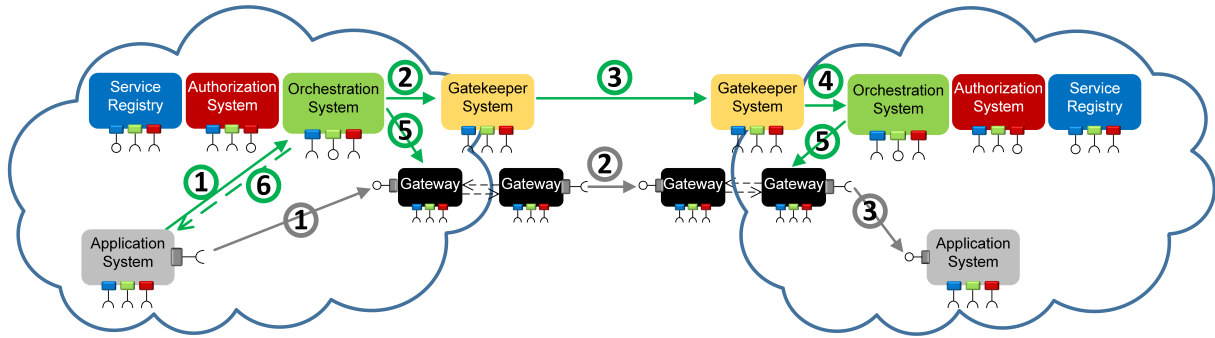 Service
Registry
Authorization
System
Orchestration
System
2
Gatekeeper
System
3
Gatekeeper
System
4
Orchestration
System
Authorization
System
Service
Registry
5
5
1
6
Gateway
Gateway
2
Gateway
Gateway
1
3
Application
System
Application
System